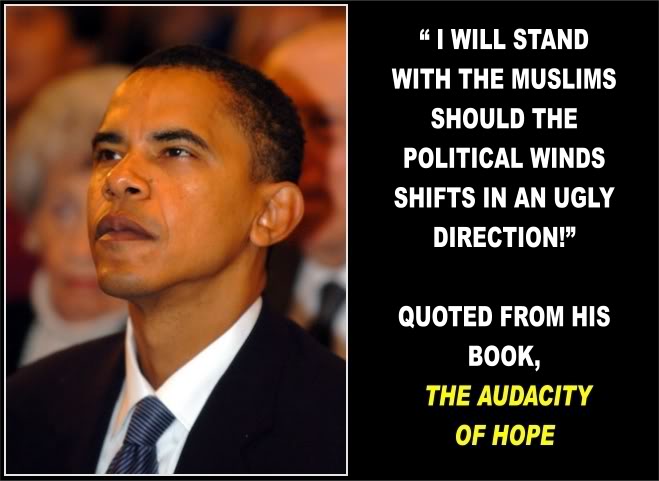 “ I WILL STAND
WITH THE MUSLIMS
SHOULD THE
POLITICAL WINDS
SHIFTS IN AN UGLY
DIRECTION!”
QUOTED FROM HIS
BOOK,
THE AUDACITY
OF HOPE